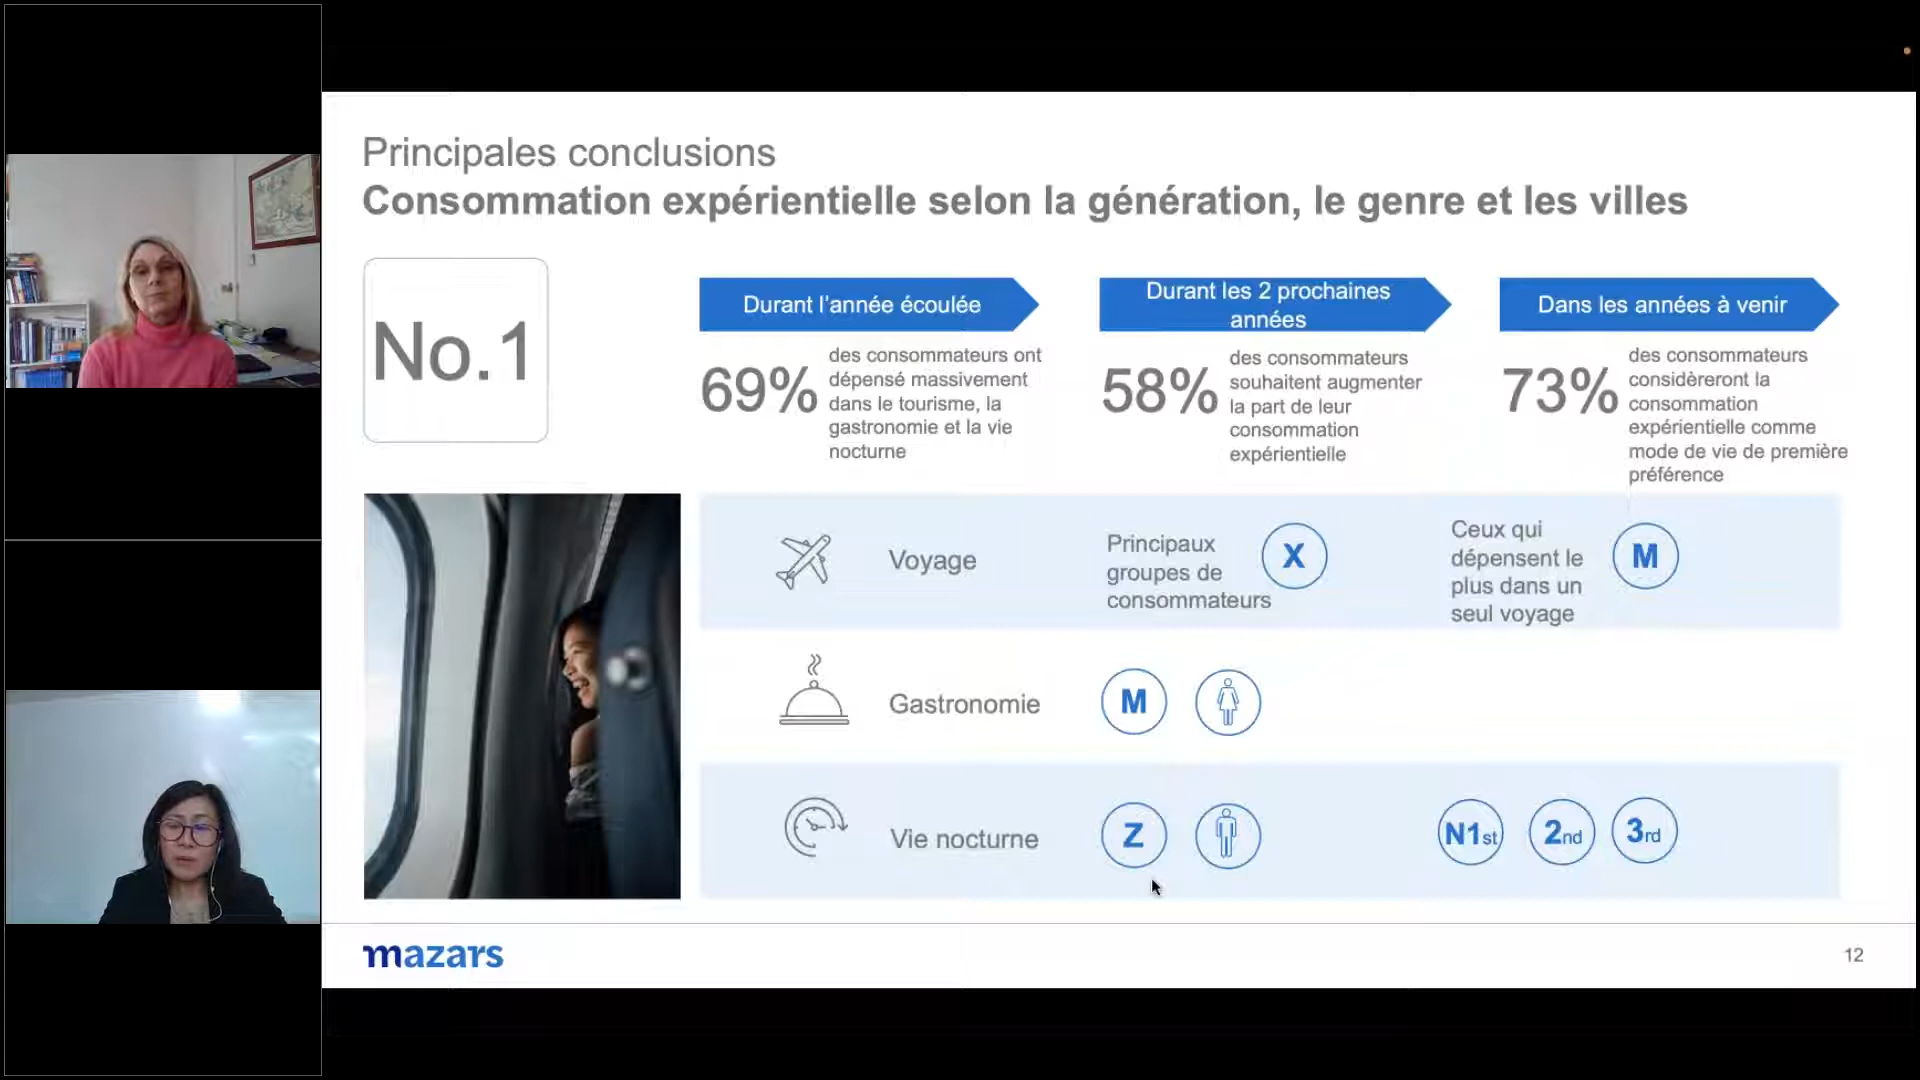 Principales conclusions
Consommation expérientielle selon la génération, le genre et les villes
No.1
Durant l'année écoulée
69%
des consommateurs ont
dépensé massivement
dans le tourisme, la
gastronomie et la vie
nocturne
Durant les 2 prochaines
années
58%
des consommateurs
souhaitent augmenter
la part de leur
consommation
expérientielle
Dans les années à venir
73%
des consommateurs
considèreront la
consommation
expérientielle comme
mode de vie de première
préférence
Voyage
Principaux
groupes de
consommateurs
X
Ceux qui
dépensent le
plus dans un
seul voyage
M
Gastronomie
M
Vie nocturne
Z
N1st
2nd
3rd
mazars
12